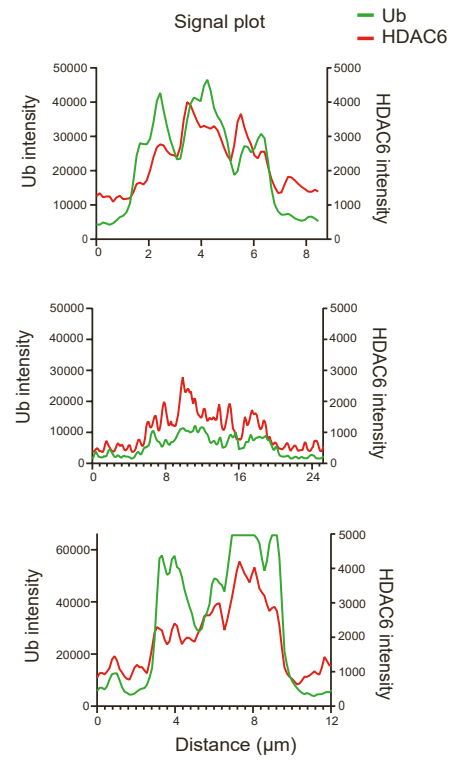 Signal plot
Ub
HDAC6
Ub intensity
50000
40000
30000
20000
10000
0
5000
4000
3000
2000
1000
0
HDAC6 intensity
0 2 4 6 8
Ub intensity
50000
40000
30000
20000
10000
0
5000
4000
3000
2000
1000
0
HDAC6 intensity
0 8 16 24
Ub intensity
60000
40000
20000
0
5000
4000
3000
2000
1000
0
HDAC6 intensity
0 4 8 12
Distance (μm)